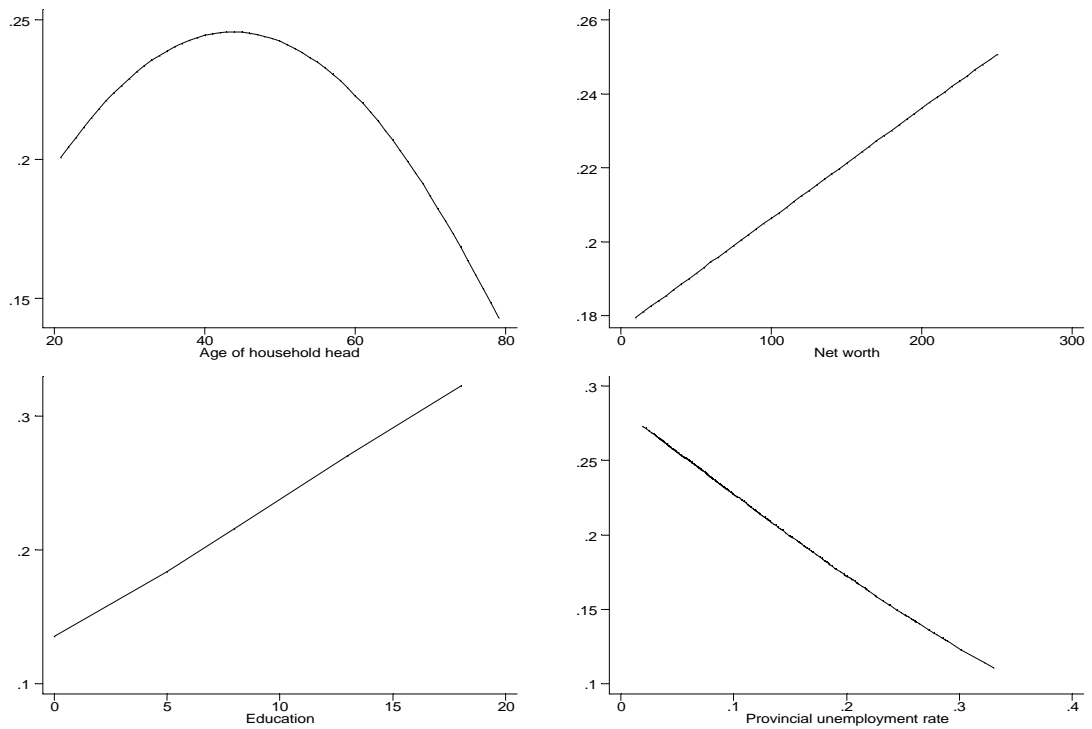 .25
.2
.15
20 40 60 80
Age of household head
.26
.24
.22
.2
.18
0 100 200 300
Net worth
.3
.2
.1
0 5 10 15 20
Education
.3
.25
.2
.15
.1
0 .1 .2 .3 .4
Provincial unemployment rate